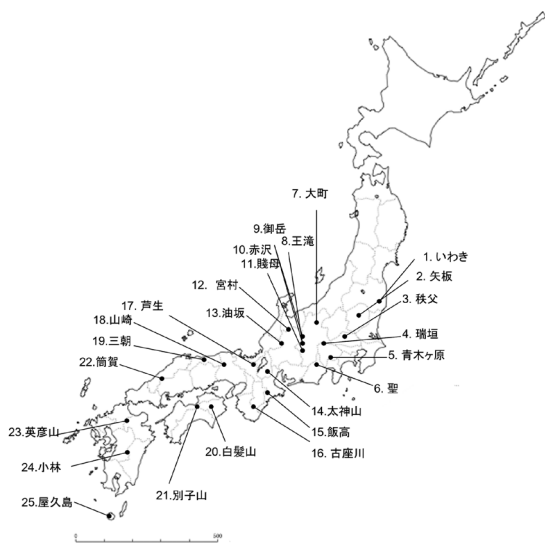 7. 大町
9.御岳
8.王滝
10.赤沢
11.賤母
12. 宮村
13.油坂
1. いわき
2. 矢板
3. 秩父
4. 瑞垣
5. 青木ヶ原
6. 聖
17. 芦生
18.山崎
19.三朝
22.筒賀
14.太神山
15.飯高
16. 古座川
20.白髪山
21.別子山
23.英彦山
24.小林
25.屋久島
0
500